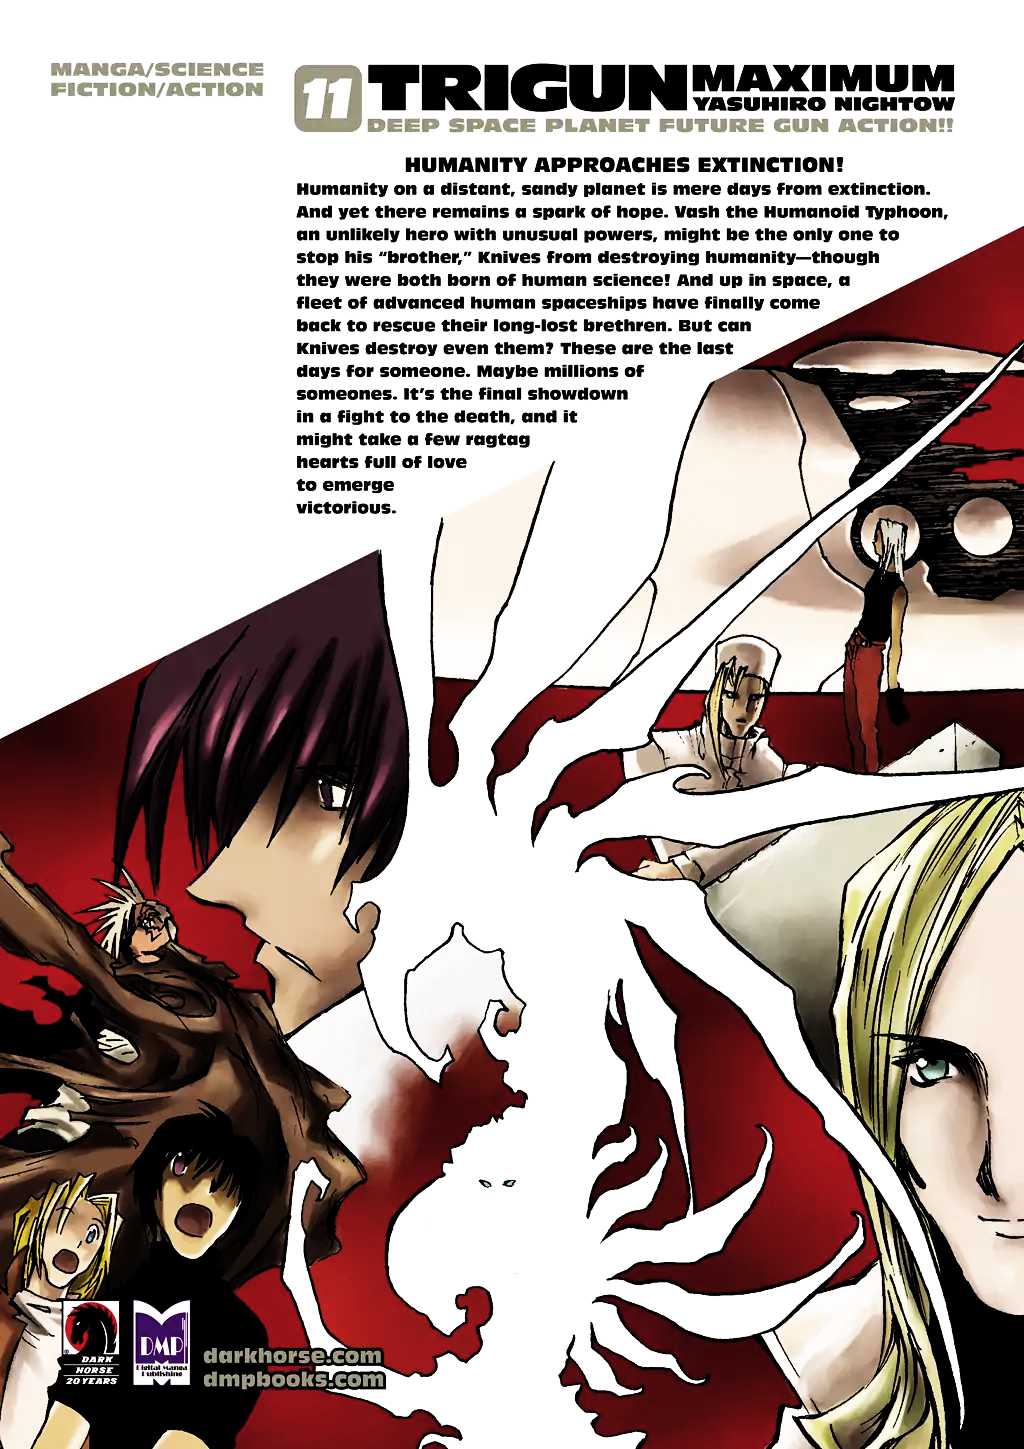 MANGA/SCIENCE
FICTION/ACTION
11
TRIGUN MAXIMUM
YASUHIRO NIGHTOW
DEEP SPACE PLANET FUTURE GUN ACTION!!
HUMANITY APPROACHES EXTINCTION!
Humanity on a distant, sandy planet is mere days from extinction.
And yet there remains a spark of hope. Vash the Humanoid Typhoon,
an unlikely hero with unusual powers, might be the only one to
stop his “brother,” Knives from destroying humanity—though
they were both born of human science! And up in space, a
fleet of advanced human spaceships have finally come
back to rescue their long-lost brethren. But can
Knives destroy even them? These are the last
days for someone. Maybe millions of
someones. It’s the final showdown
in a fight to the death, and it
might take a few ragtag
hearts full of love
to emerge
victorious.
DARK
HORSE
20 YEARS
DMP
Digital Manga
Publishing
darkhorse.com
dmpbooks.com